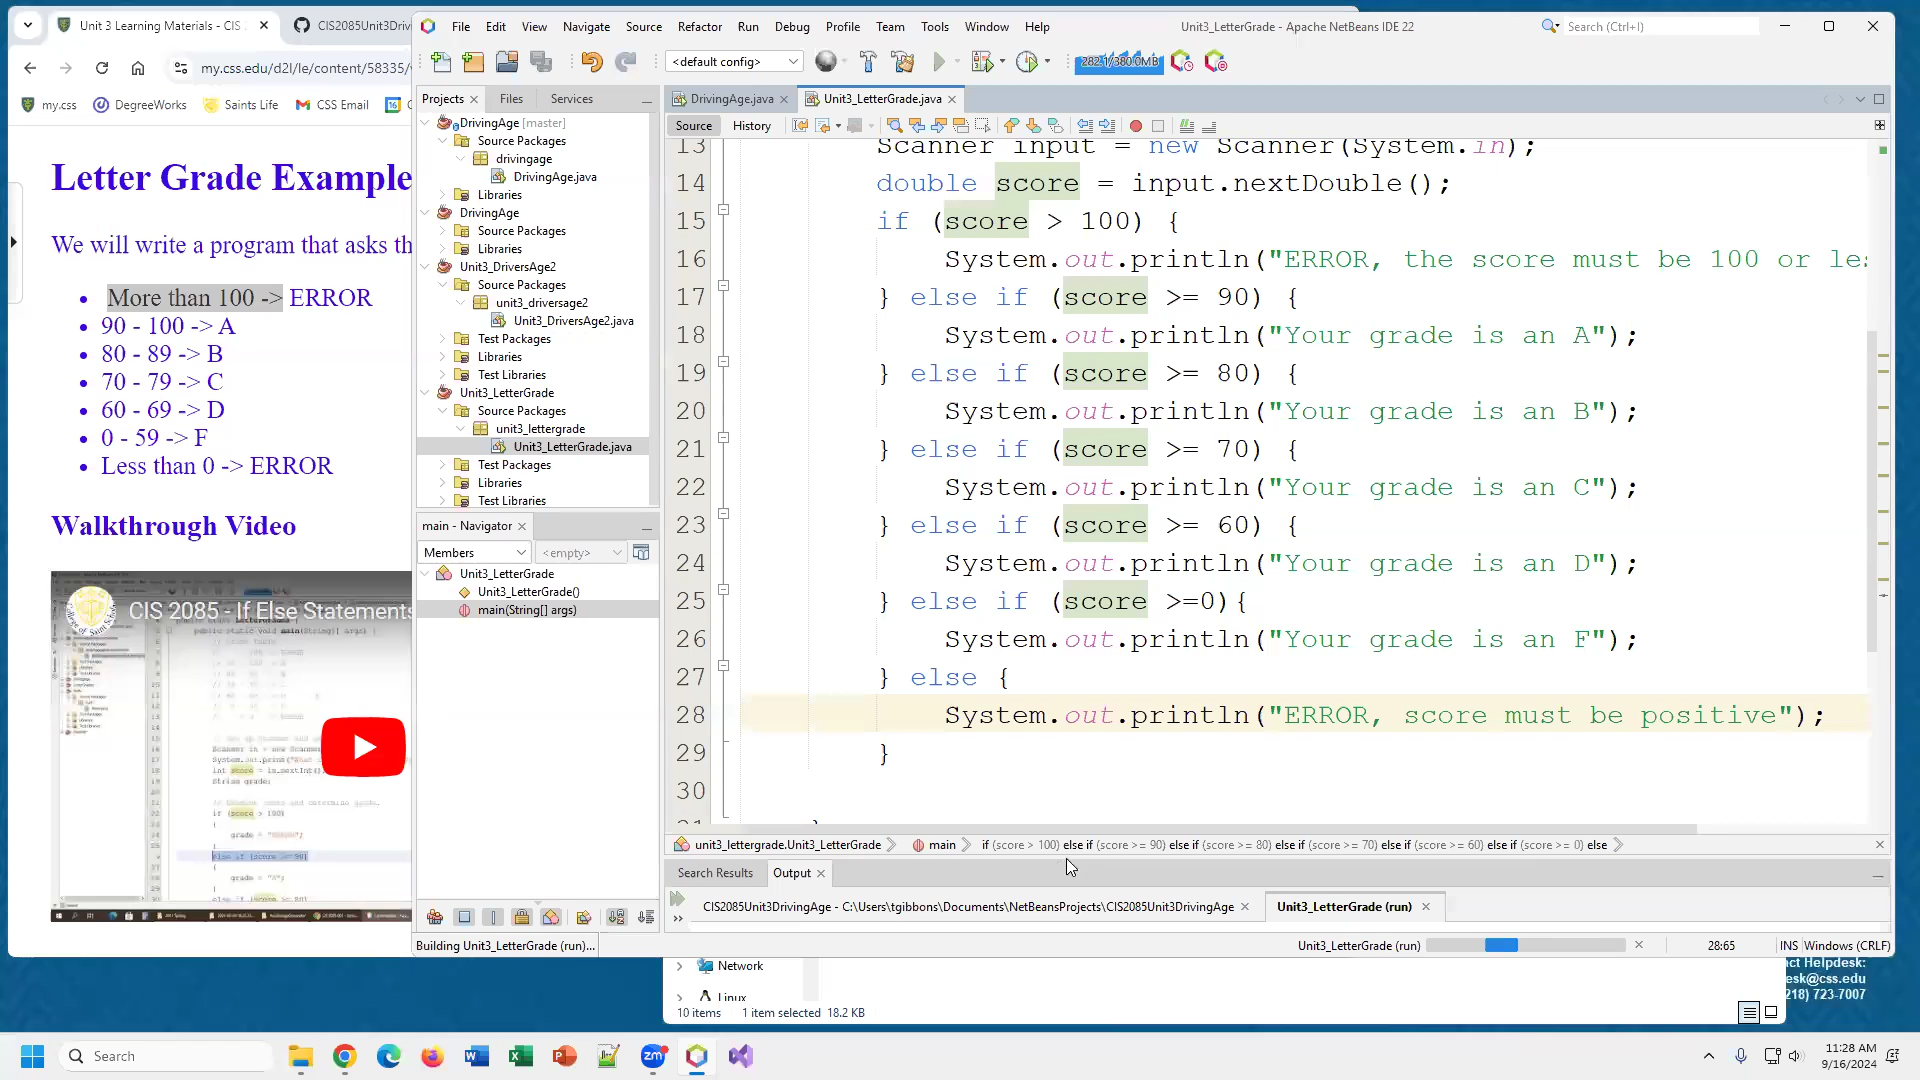 Unit 3 Learning Materials - CIS
CIS2085Unit3Driv
my.css.edu/d2l/le/content/58335/
my.css
DegreeWorks
Saints Life
CSS Email
Letter Grade Example
We will write a program that asks th
More than 100 -> ERROR
90 - 100 -> A
80 - 89 -> B
70 - 79 -> C
60 - 69 -> D
0 - 59 -> F
Less than 0 -> ERROR
Walkthrough Video
CIS 2085 - If Else Statements
File Edit View Navigate Source Refactor Run Debug Profile Team Tools Window Help
Unit3_LetterGrade - Apache NetBeans IDE 22
Search (Ctrl+I)
<default config>
282.1/380.0MB
Projects Files Services
DrivingAge [master]
Source Packages
drivingage
DrivingAge.java
Libraries
DrivingAge
Source Packages
Libraries
Unit3_DriversAge2
Source Packages
unit3_driversage2
Unit3_DriversAge2.java
Test Packages
Libraries
Test Libraries
Unit3_LetterGrade
Source Packages
unit3_lettergrade
Unit3_LetterGrade.java
Test Packages
Libraries
Test Libraries
main - Navigator
Members <empty>
Unit3_LetterGrade
Unit3_LetterGrade()
main(String[] args)
Building Unit3_LetterGrade (run)...
DrivingAge.java Unit3_LetterGrade.java
Source History
13 Scanner input = new Scanner(System.in);
14 double score = input.nextDouble();
15 if (score > 100) {
16 System.out.println("ERROR, the score must be 100 or les
17 } else if (score >= 90) {
18 System.out.println("Your grade is an A");
19 } else if (score >= 80) {
20 System.out.println("Your grade is an B");
21 } else if (score >= 70) {
22 System.out.println("Your grade is an C");
23 } else if (score >= 60) {
24 System.out.println("Your grade is an D");
25 } else if (score >=0){
26 System.out.println("Your grade is an F");
27 } else {
28 System.out.println("ERROR, score must be positive");
29 }
30
unit3_lettergrade.Unit3_LetterGrade main if (score > 100) else if (score >= 90) else if (score >= 80) else if (score >= 70) else if (score >= 60) else if (score >= 0) else
Search Results Output
CIS2085Unit3DrivingAge - C:\Users\tgibbons\Documents\NetBeansProjects\CIS2085Unit3DrivingAge
Unit3_LetterGrade (run)
Unit3_LetterGrade (run) 28:65 INS Windows (CRLF)
Network
Linux
10 items 1 item selected 18.2 KB
act Helpdesk:
esk@css.edu
218) 723-7007
Search
11:28 AM
9/16/2024